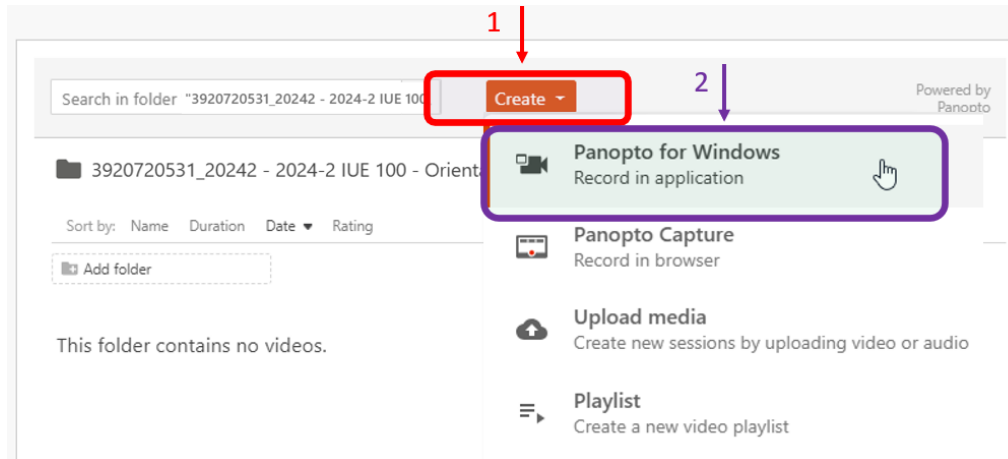 1
2
Search in folder "3920720531_20242 - 2024-2 IUE 100
Create
Powered by
Panopto
3920720531_20242 - 2024-2 IUE 100 - Orienta
Panopto for Windows
Record in application
Sort by: Name Duration Date Rating
Add folder
Panopto Capture
Record in browser
This folder contains no videos.
Upload media
Create new sessions by uploading video or audio
Playlist
Create a new video playlist